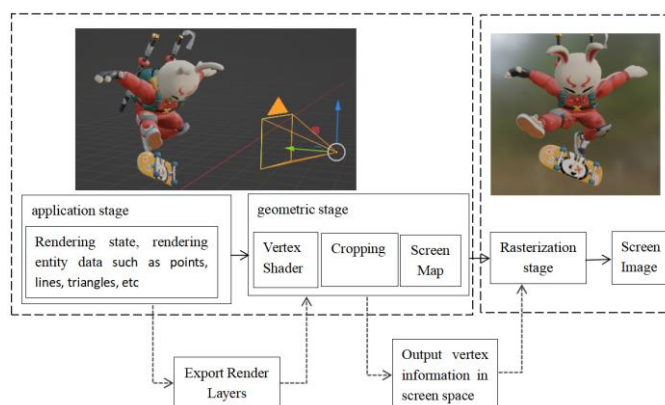 application stage
Rendering state, rendering
entity data such as points,
lines, triangles, etc
geometric stage
Vertex
Shader
Cropping
Screen
Map
Rasterization
stage
Screen
Image
Export Render
Layers
Output vertex
information in
screen space